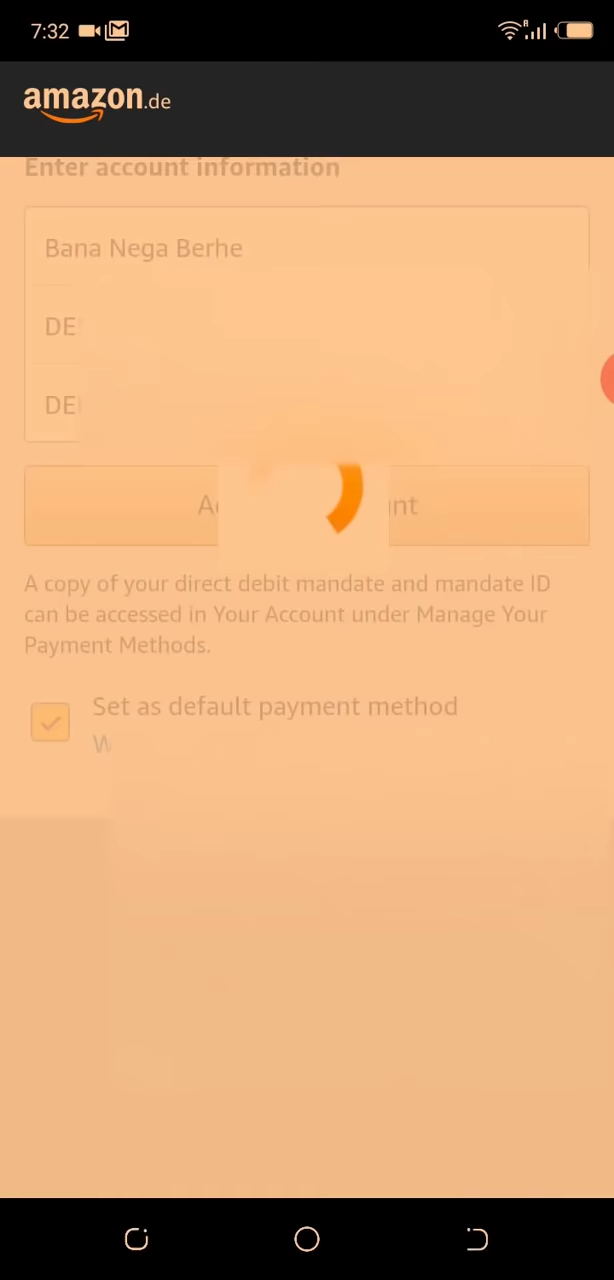 7:32
amazon.de
Enter account information
Bana Nega Berhe
DE
DE
A copy of your direct debit mandate and mandate ID
can be accessed in Your Account under Manage Your
Payment Methods.
Set as default payment method
W